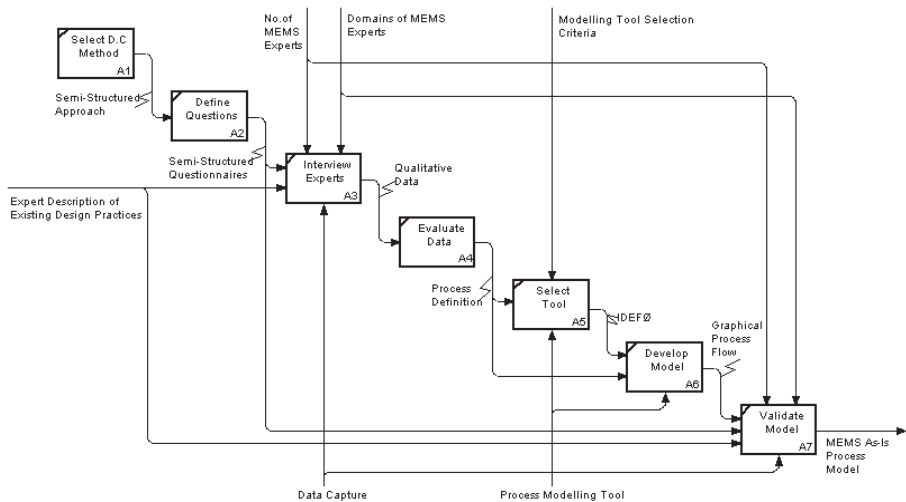 No.of
MEMS
Experts
Domains of MEMS
Experts
Modelling Tool Selection
Criteria
Select D.C
Method
A1
Semi-Structured
Approach
Define
Questions
A2
Semi-Structured
Questionnaires
Interview
Experts
A3
Qualitative
Data
Expert Description of
Existing Design Practices
Evaluate
Data
A4
Process
Definition
Select
Tool
A5
IDEFØ
Graphical
Process
Flow
Develop
Model
A6
Validate
Model
A7
MEMS As-Is
Process
Model
Data Capture
Process Modelling Tool